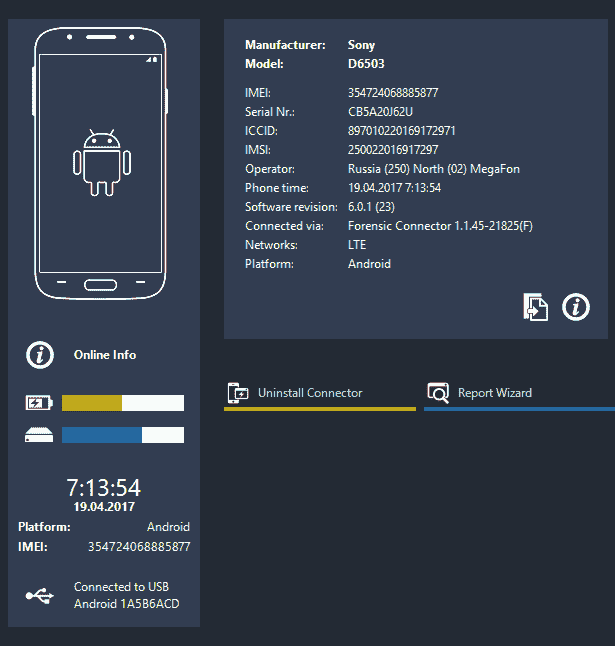 Manufacturer: Sony
Model: D6503
IMEI: 354724068885877
Serial Nr.: CB5A20J62U
ICCID: 897010220169172971
IMSI: 250022016917297
Operator: Russia (250) North (02) MegaFon
Phone time: 19.04.2017 7:13:54
Software revision: 6.0.1 (23)
Connected via: Forensic Connector 1.1.45-21825(F)
Networks: LTE
Platform: Android
Online Info
Uninstall Connector
Report Wizard
7:13:54
19.04.2017
Platform: Android
IMEI: 354724068885877
Connected to USB
Android 1A5B6ACD